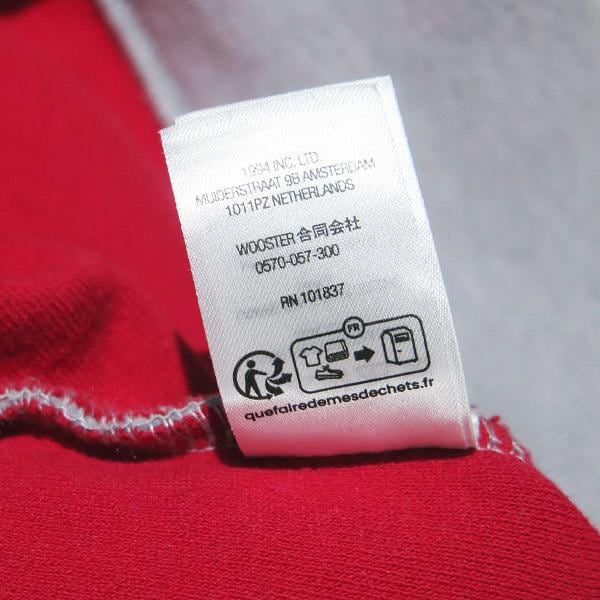 1994 INC. LTD.
MUIDERSTRAAT 9B AMSTERDAM
1011PZ NETHERLANDS
WOOSTER 合同会社
0570-057-300
RN 101837
FR
quefairedemesdechets.fr